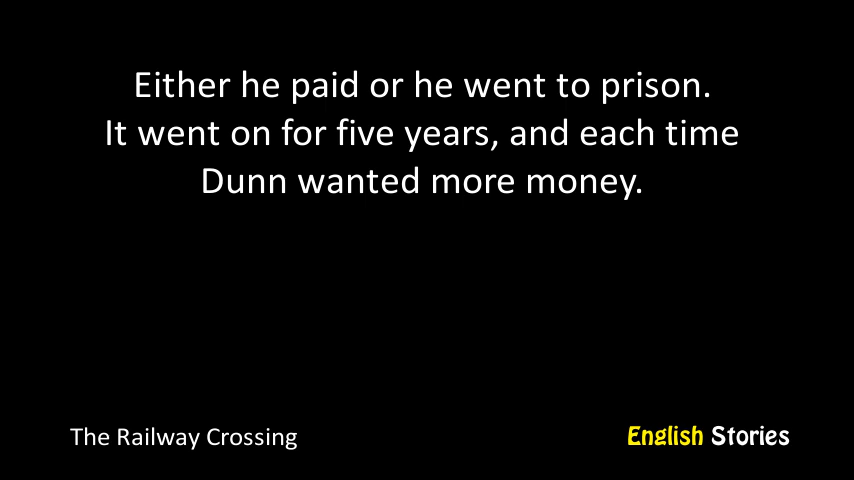 Either he paid or he went to prison.
It went on for five years, and each time
Dunn wanted more money.
The Railway Crossing
English Stories